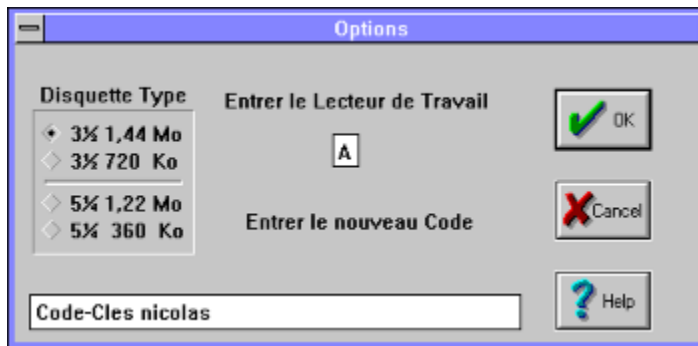 Options
Disquette Type
3½ 1,44 Mo
3½ 720 Ko
5¼ 1,22 Mo
5¼ 360 Ko
Entrer le Lecteur de Travail
A
Entrer le nouveau Code
Code-Cles nicolas
OK
Cancel
Help